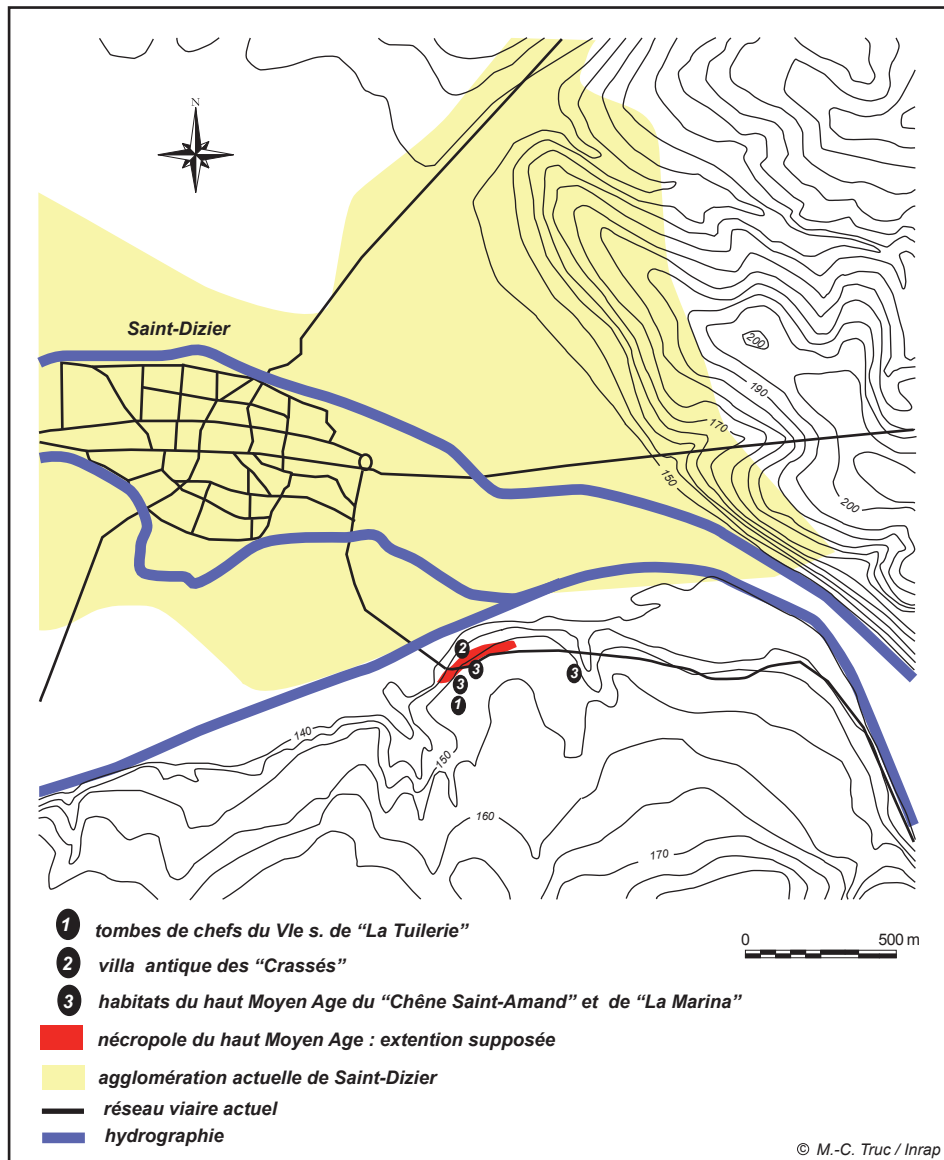 N
Saint-Dizier
200
190
170
150
200
2
3
3
3
1
140
150
160
170
1 tombes de chefs du VIe s. de “La Tuilerie”
0 500 m
2 villa antique des “Crassés”
3 habitats du haut Moyen Age du “Chêne Saint-Amand” et de “La Marina”
nécropole du haut Moyen Age : extention supposée
agglomération actuelle de Saint-Dizier
réseau viaire actuel
hydrographie
© M.-C. Truc / Inrap